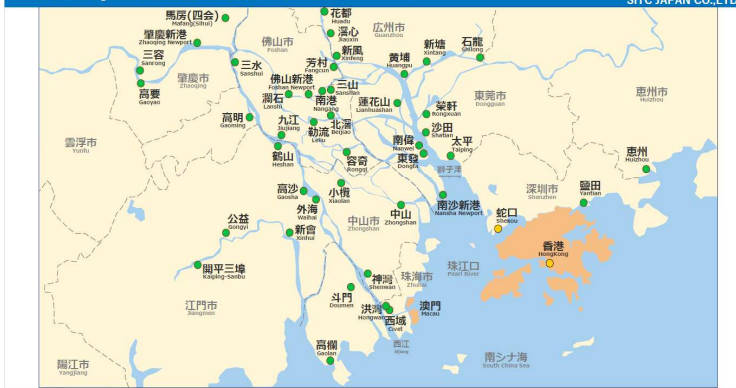 SITC JAPAN CO.,LTD
馬房(四会)
Mafang(Sihui)
花都
Huadu
広州市
Guanzhou
滘心
Jiaoxin
肇慶新港
Zhaoqing Newport
佛山市
Foshan
新風
Xinfeng
石龍
Shilong
新塘
Xintang
黄埔
Huangpu
芳村
Fangcun
三容
Sanrong
三水
Sanshui
肇慶市
Zhaoqing
佛山新港
Foshan Newport
三山
Sanshan
高要
Gaoyao
瀾石
Lanshi
南港
Nangang
蓮花山
Lianhuashan
東莞市
Dongguan
恵州市
Huizhou
榮軒
Rongxuan
高明
Gaoming
九江
Jiujiang
勒流
Leliu
北滘
Beijiao
沙田
Shatian
雲浮市
Yunfu
南偉
Nanwei
太平
Taiping
鶴山
Heshan
容奇
Rongqi
東發
Dongfa
恵州
Huizhou
獅子洋
高沙
Gaosha
小欖
Xiaolan
深圳市
Shenzhen
鹽田
Yantian
外海
Waihai
中山市
Zhongshan
中山
Zhongshan
南沙新港
Nansha Newport
蛇口
Shekou
公益
Gongyi
新會
Xinhui
香港
HongKong
開平三埠
Kaiping-Sanbu
神灣
Shenwan
珠海市
Zhuhai
珠江口
Pearl River
江門市
Jiangmen
斗門
Doumen
洪灣
Hongwan
西域
Civet
澳門
Macau
西江
Xijiang
高欄
Gaolan
南シナ海
South China Sea
陽江市
Yangjiang